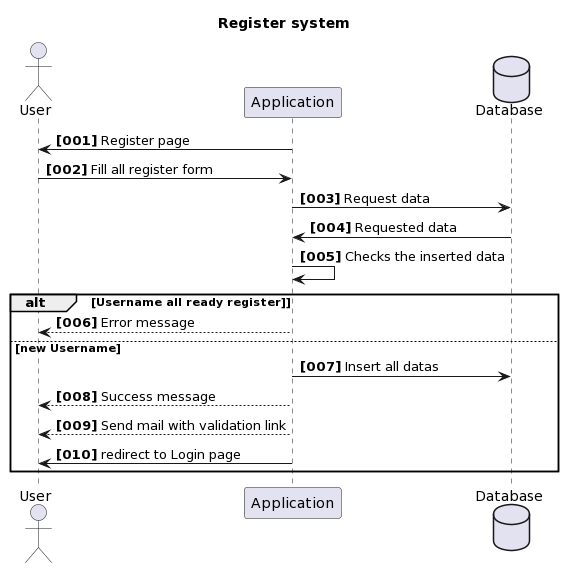 Register system
User
Application
Database
[001] Register page
[002] Fill all register form
[003] Request data
[004] Requested data
[005] Checks the inserted data
alt [Username all ready register]]
[006] Error message
[new Username]
[007] Insert all datas
[008] Success message
[009] Send mail with validation link
[010] redirect to Login page
User
Application
Database